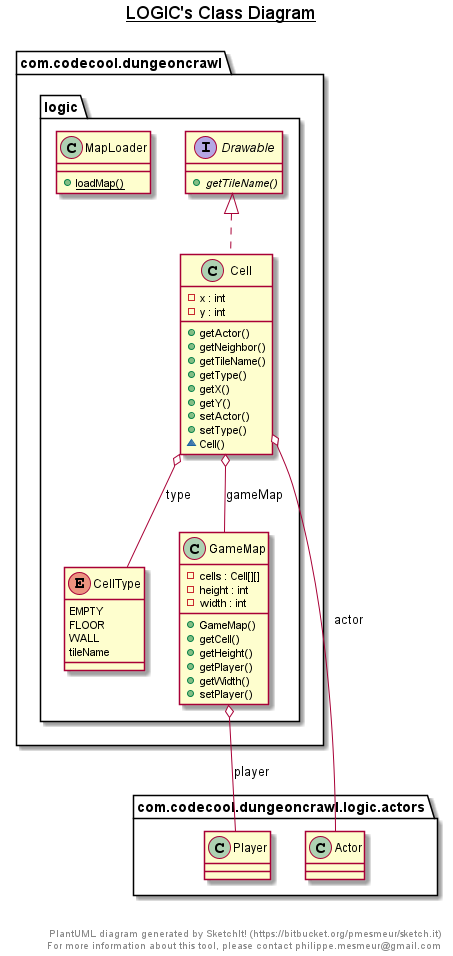 LOGIC's Class Diagram
com.codecool.dungeoncrawl
logic
C MapLoader
loadMap()
I Drawable
getTileName()
C Cell
x : int
y : int
getActor()
getNeighbor()
getTileName()
getType()
getX()
getY()
setActor()
setType()
Cell()
type
gameMap
C GameMap
cells : Cell[][]
height : int
width : int
GameMap()
getCell()
getHeight()
getPlayer()
getWidth()
setPlayer()
E CellType
EMPTY
FLOOR
WALL
tileName
actor
player
com.codecool.dungeoncrawl.logic.actors
C Player
C Actor
PlantUML diagram generated by SketchIt! (https://bitbucket.org/pmesmeur/sketch.it)
For more information about this tool, please contact philippe.mesmeur@gmail.com